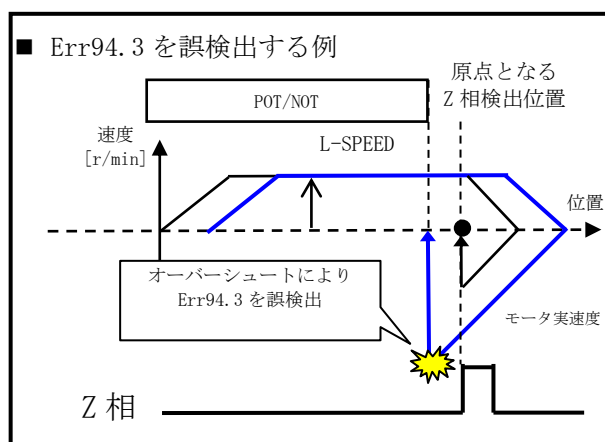 ■ Err94.3 を誤検出する例
原点となる
Z 相検出位置
POT/NOT
速度
[r/min]
L-SPEED
位置
オーバーシュートにより
Err94.3 を誤検出
モータ実速度
Z 相